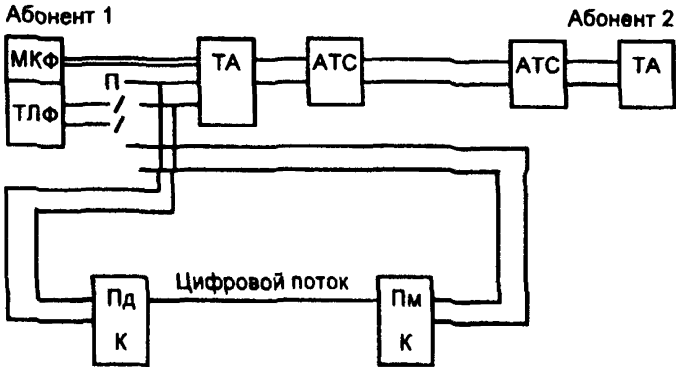 Абонент 1
Абонент 2
МКФ
ТА
АТС
АТС
ТА
П
ТЛФ
Цифровой поток
Пд
К
Пм
К